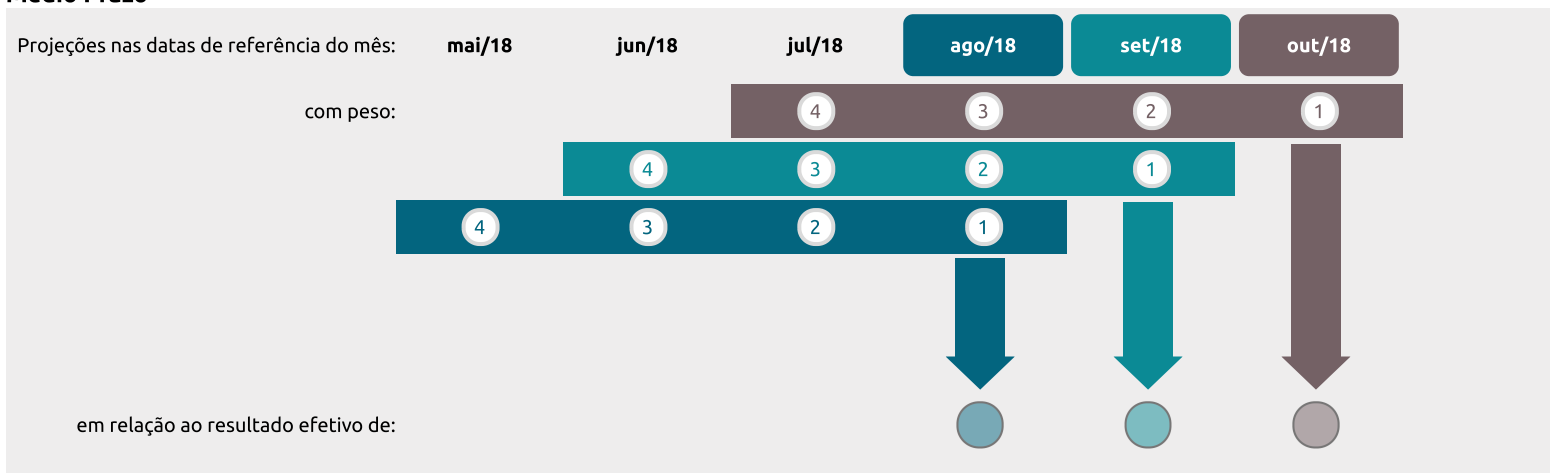 Médio Prazo
Projeções nas datas de referência do mês: mai/18 jun/18 jul/18 ago/18 set/18 out/18
com peso: 4 3 2 1
4 3 2 1
4 3 2 1
em relação ao resultado efetivo de: